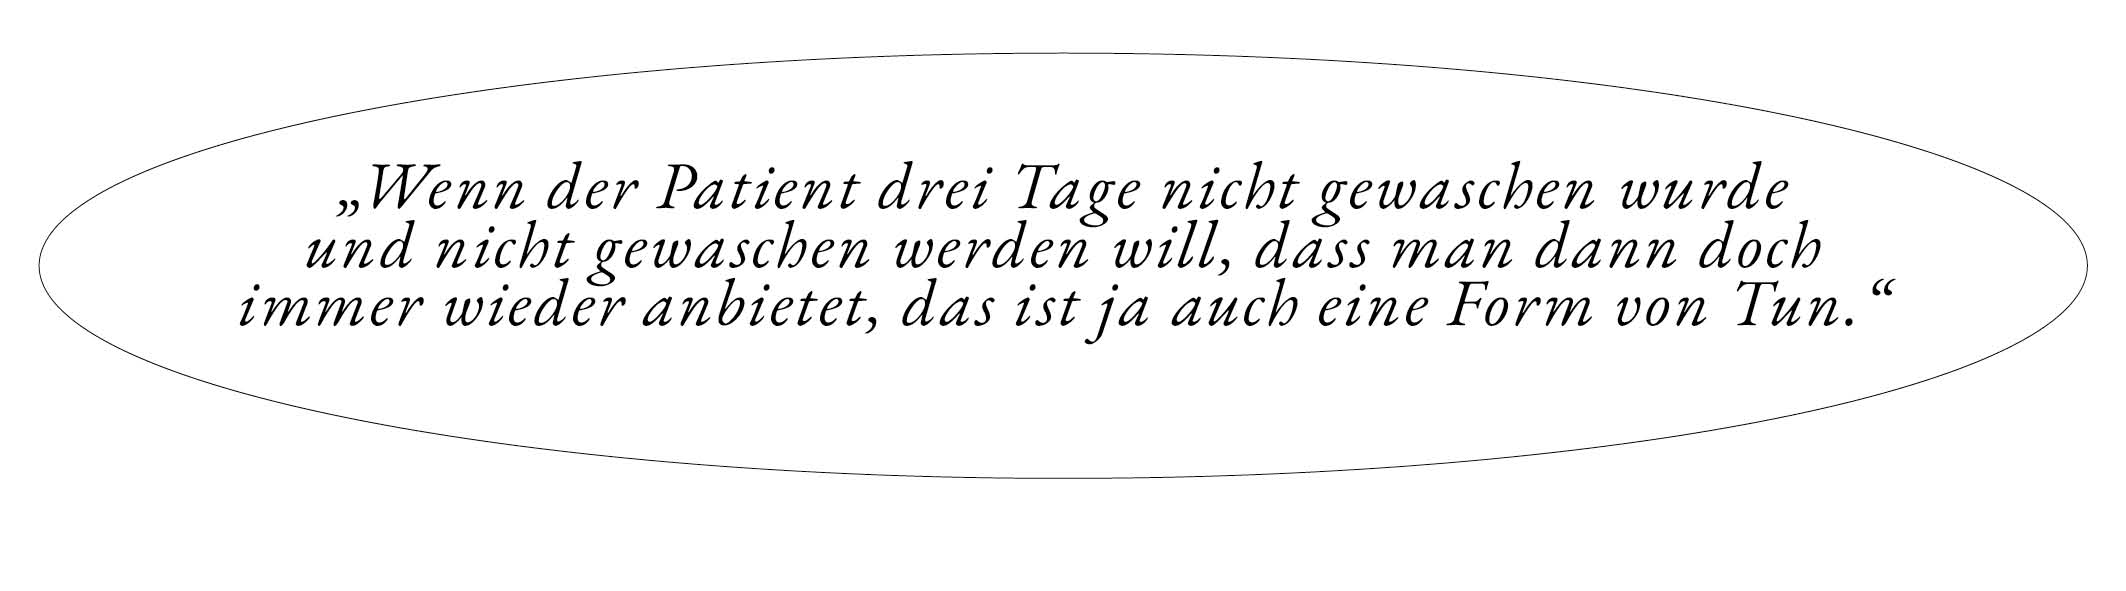 „Wenn der Patient drei Tage nicht gewaschen wurde
und nicht gewaschen werden will, dass man dann doch
immer wieder anbietet, das ist ja auch eine Form von Tun.“